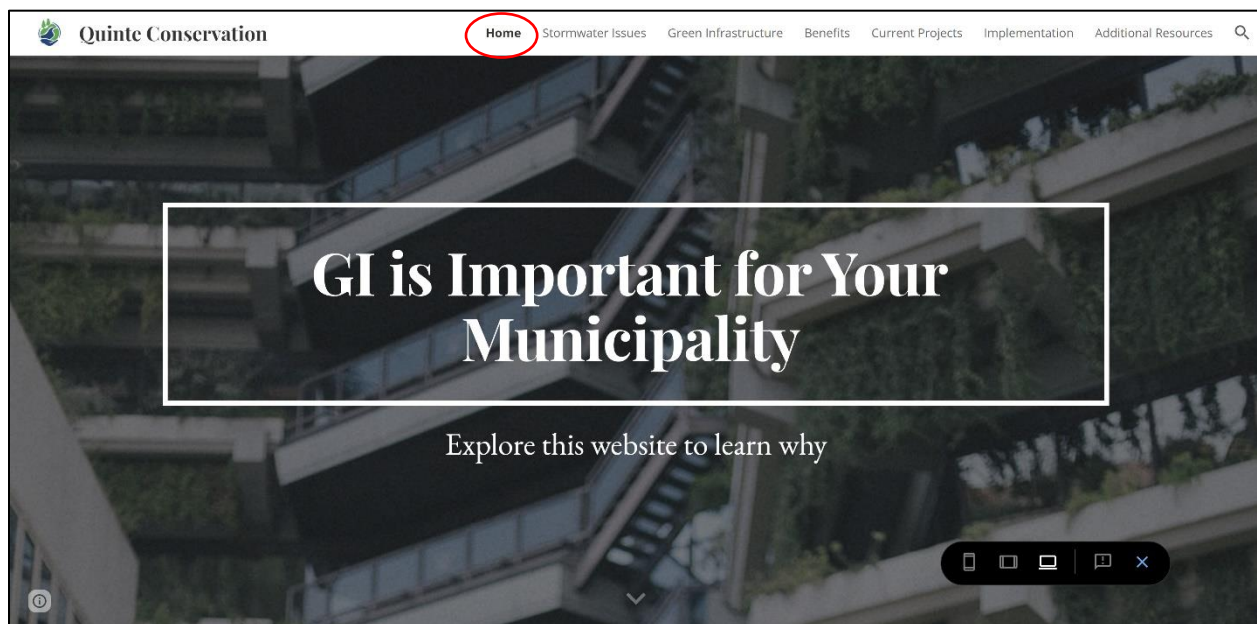 Quinte Conservation
Home Stormwater Issues Green Infrastructure Benefits Current Projects Implementation Additional Resources
GI is Important for Your
Municipality
Explore this website to learn why